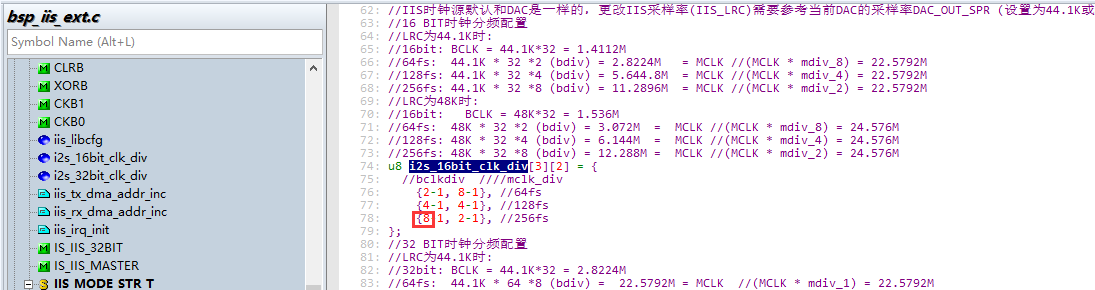 bsp_iis_ext.c
Symbol Name (Alt+L)
CLRB
XORB
CKB1
CKB0
iis_libcfg
i2s_16bit_clk_div
i2s_32bit_clk_div
iis_tx_dma_addr_inc
iis_rx_dma_addr_inc
iis_irq_init
IS_IIS_32BIT
IS_IIS_MASTER
IIS_MODE_STR_T
62: //IIS时钟源默认和DAC是一样的，更改IIS采样率(IIS_LRC)需要参考当前DAC的采样率DAC_OUT_SPR (设置为44.1K或
63: //16 BIT时钟分频配置
64: //LRC为44.1K时:
65: //16bit: BCLK = 44.1K*32 = 1.4112M
66: //64fs: 44.1K * 32 *2 (bdiv) = 2.8224M = MCLK //(MCLK * mdiv_8) = 22.5792M
67: //128fs: 44.1K * 32 *4 (bdiv) = 5.644.8M = MCLK //(MCLK * mdiv_4) = 22.5792M
68: //256fs: 44.1K * 32 *8 (bdiv) = 11.2896M = MCLK //(MCLK * mdiv_2) = 22.5792M
69: //LRC为48K时:
70: //16bit: BCLK = 48K*32 = 1.536M
71: //64fs: 48K * 32 *2 (bdiv) = 3.072M = MCLK //(MCLK * mdiv_8) = 24.576M
72: //128fs: 48K * 32 *4 (bdiv) = 6.144M = MCLK //(MCLK * mdiv_4) = 24.576M
73: //256fs: 48K * 32 *8 (bdiv) = 12.288M = MCLK //(MCLK * mdiv_2) = 24.576M
74: u8 i2s_16bit_clk_div[3][2] = {
75: //bclkdiv ////mclk_div
76: {2-1, 8-1}, //64fs
77: {4-1, 4-1}, //128fs
78: {8-1, 2-1}, //256fs
79: };
80: //32 BIT时钟分频配置
81: //LRC为44.1K时:
82: //32bit: BCLK = 44.1K*32 = 2.8224M
83: //64fs: 44.1K * 64 *8 (bdiv) = 22.5792M = MCLK //(MCLK * mdiv_1) = 22.5792M